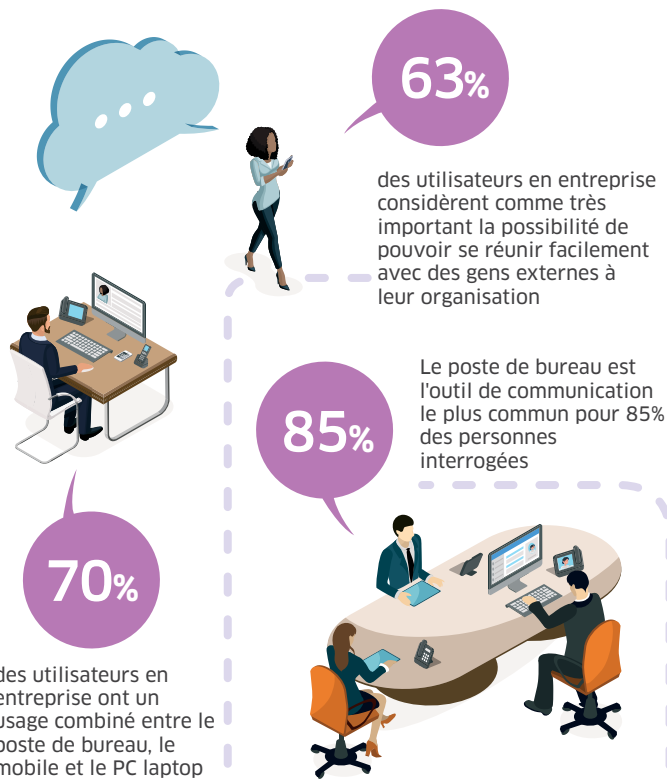 63%
des utilisateurs en entreprise
considèrent comme très
important la possibilité de
pouvoir se réunir facilement
avec des gens externes à
leur organisation
85%
Le poste de bureau est
l'outil de communication
le plus commun pour 85%
des personnes
interrogées
70%
des utilisateurs en
entreprise ont un
usage combiné entre le
poste de bureau, le
mobile et le PC laptop